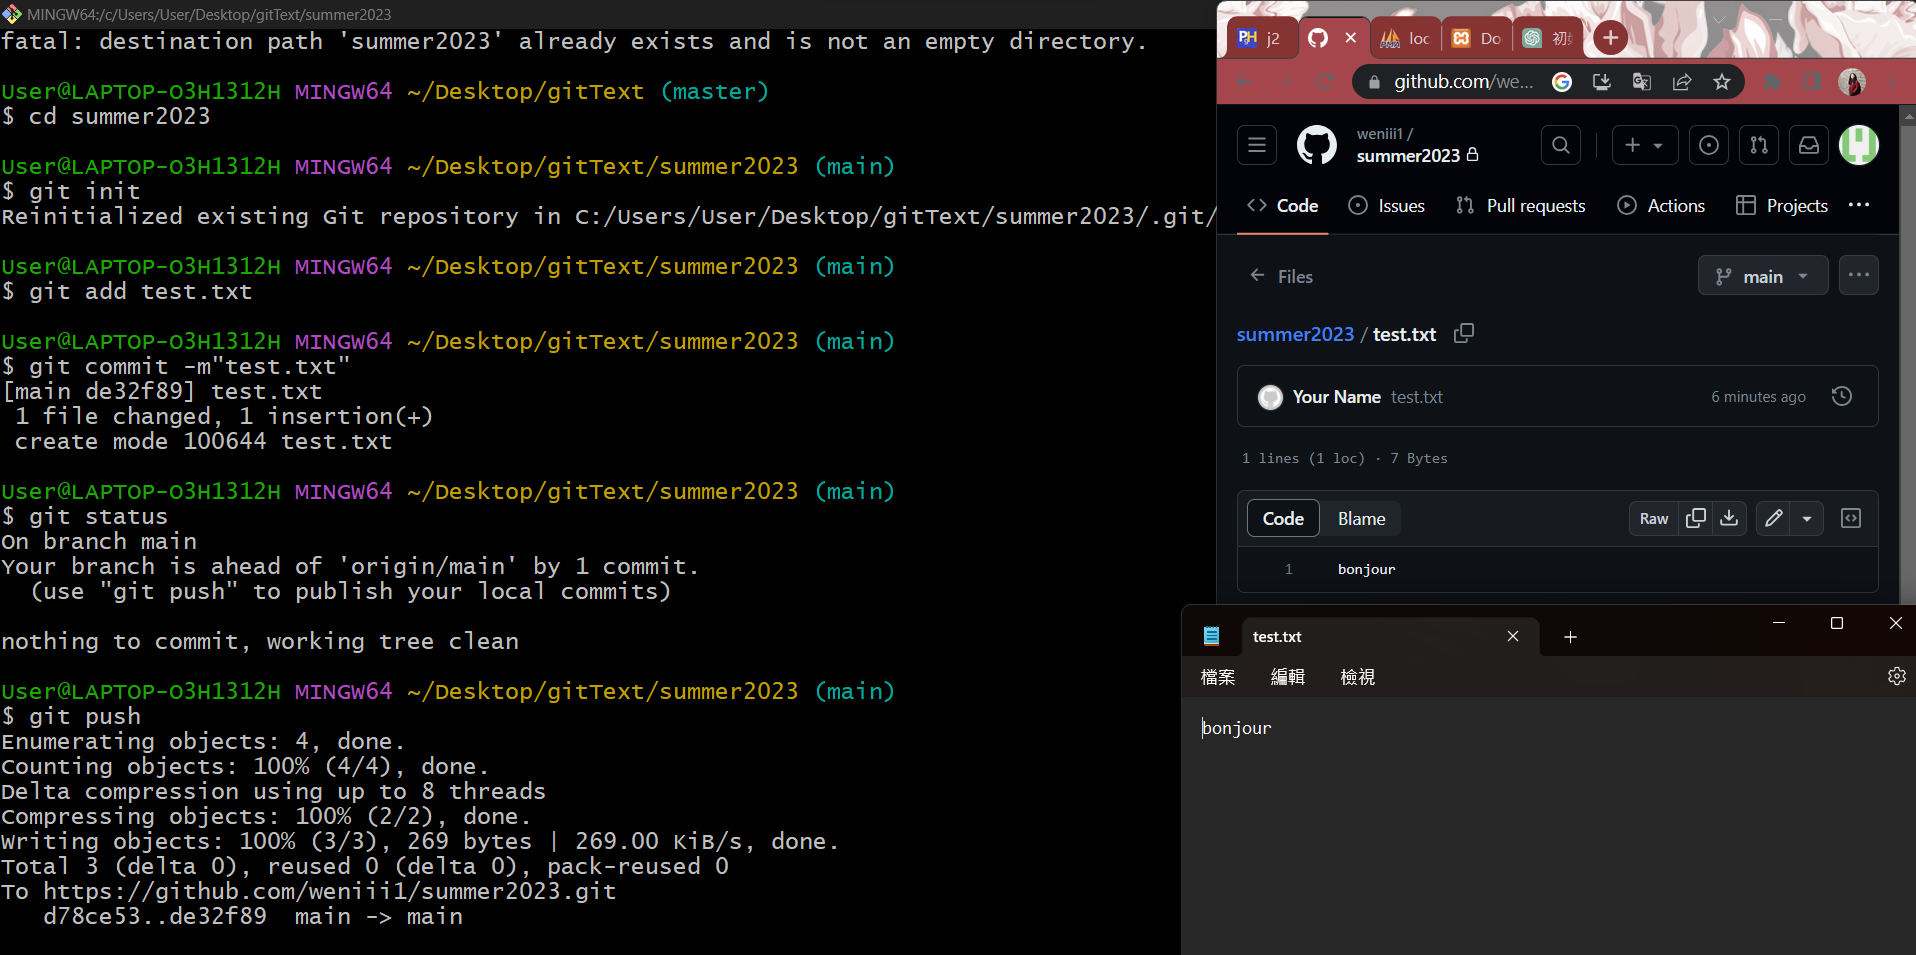 MINGW64:/c/Users/User/Desktop/gitText/summer2023
fatal: destination path 'summer2023' already exists and is not an empty directory.
User@LAPTOP-O3H1312H MINGW64 ~/Desktop/gitText (master)
$ cd summer2023
User@LAPTOP-O3H1312H MINGW64 ~/Desktop/gitText/summer2023 (main)
$ git init
Reinitialized existing Git repository in C:/Users/User/Desktop/gitText/summer2023/.git/
User@LAPTOP-O3H1312H MINGW64 ~/Desktop/gitText/summer2023 (main)
$ git add test.txt
User@LAPTOP-O3H1312H MINGW64 ~/Desktop/gitText/summer2023 (main)
$ git commit -m"test.txt"
[main de32f89] test.txt
 1 file changed, 1 insertion(+)
 create mode 100644 test.txt
User@LAPTOP-O3H1312H MINGW64 ~/Desktop/gitText/summer2023 (main)
$ git status
On branch main
Your branch is ahead of 'origin/main' by 1 commit.
  (use "git push" to publish your local commits)
nothing to commit, working tree clean
User@LAPTOP-O3H1312H MINGW64 ~/Desktop/gitText/summer2023 (main)
$ git push
Enumerating objects: 4, done.
Counting objects: 100% (4/4), done.
Delta compression using up to 8 threads
Compressing objects: 100% (2/2), done.
Writing objects: 100% (3/3), 269 bytes | 269.00 KiB/s, done.
Total 3 (delta 0), reused 0 (delta 0), pack-reused 0
To https://github.com/weniii1/summer2023.git
   d78ce53..de32f89  main -> main
PH j2 loc Do 初
github.com/we...
weniii1 /
summer2023
Code Issues Pull requests Actions Projects ...
Files main ...
summer2023 / test.txt
Your Name test.txt 6 minutes ago
1 lines (1 loc) · 7 Bytes
Code Blame Raw
1 bonjour
test.txt
檔案 編輯 檢視
bonjour